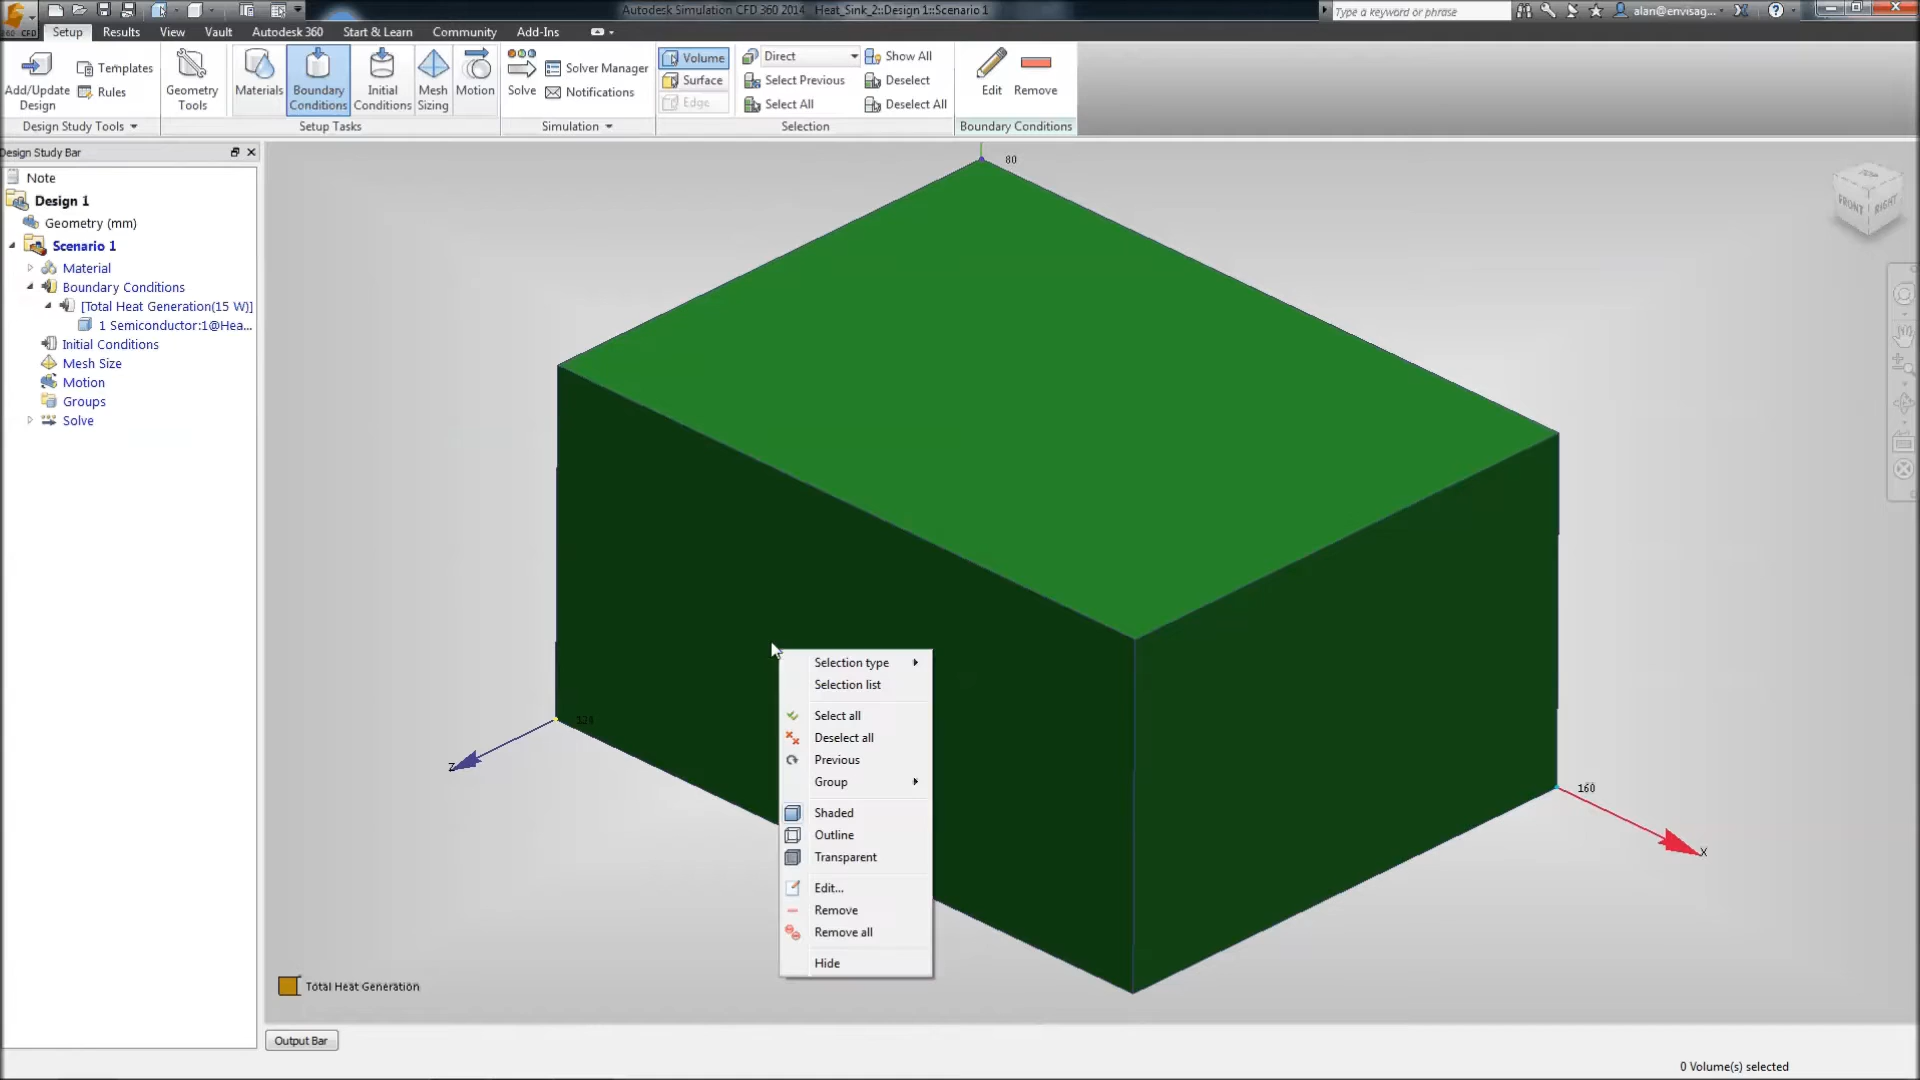 Autodesk Simulation CFD 360 2014 Heat_Sink_2::Design 1::Scenario 1
Type a keyword or phrase
alan@envisag...
360 CFD
Setup Results View Vault Autodesk 360 Start & Learn Community Add-Ins
Add/Update Design
Templates
Rules
Design Study Tools
Geometry Tools
Materials
Boundary Conditions
Initial Conditions
Mesh Sizing
Motion
Setup Tasks
Solve
Solver Manager
Notifications
Simulation
Volume
Surface
Edge
Direct
Select Previous
Select All
Show All
Deselect
Deselect All
Selection
Edit
Remove
Boundary Conditions
Design Study Bar
Note
Design 1
Geometry (mm)
Scenario 1
Material
Boundary Conditions
[Total Heat Generation(15 W)]
1 Semiconductor:1@Hea...
Initial Conditions
Mesh Size
Motion
Groups
Solve
80
FRONT
RIGHT
120
Z
160
X
Selection type
Selection list
Select all
Deselect all
Previous
Group
Shaded
Outline
Transparent
Edit...
Remove
Remove all
Hide
Total Heat Generation
Output Bar
0 Volume(s) selected